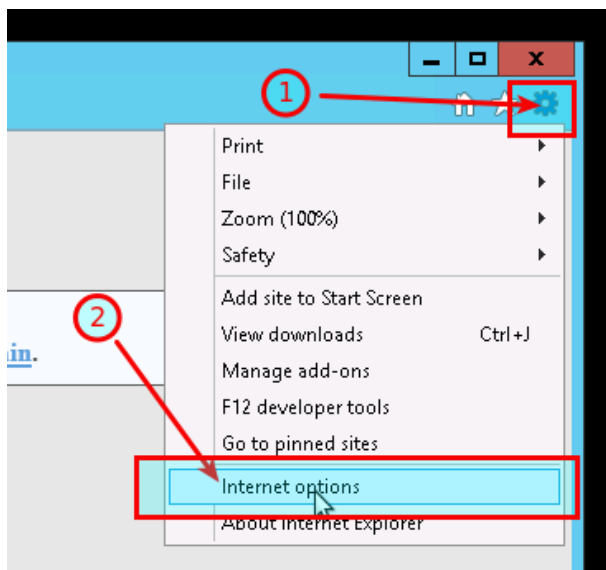 x
1
Print
File
Zoom (100%)
Safety
Add site to Start Screen
2
View downloads Ctrl+J
in.
Manage add-ons
F12 developer tools
Go to pinned sites
Internet options
About Internet Explorer